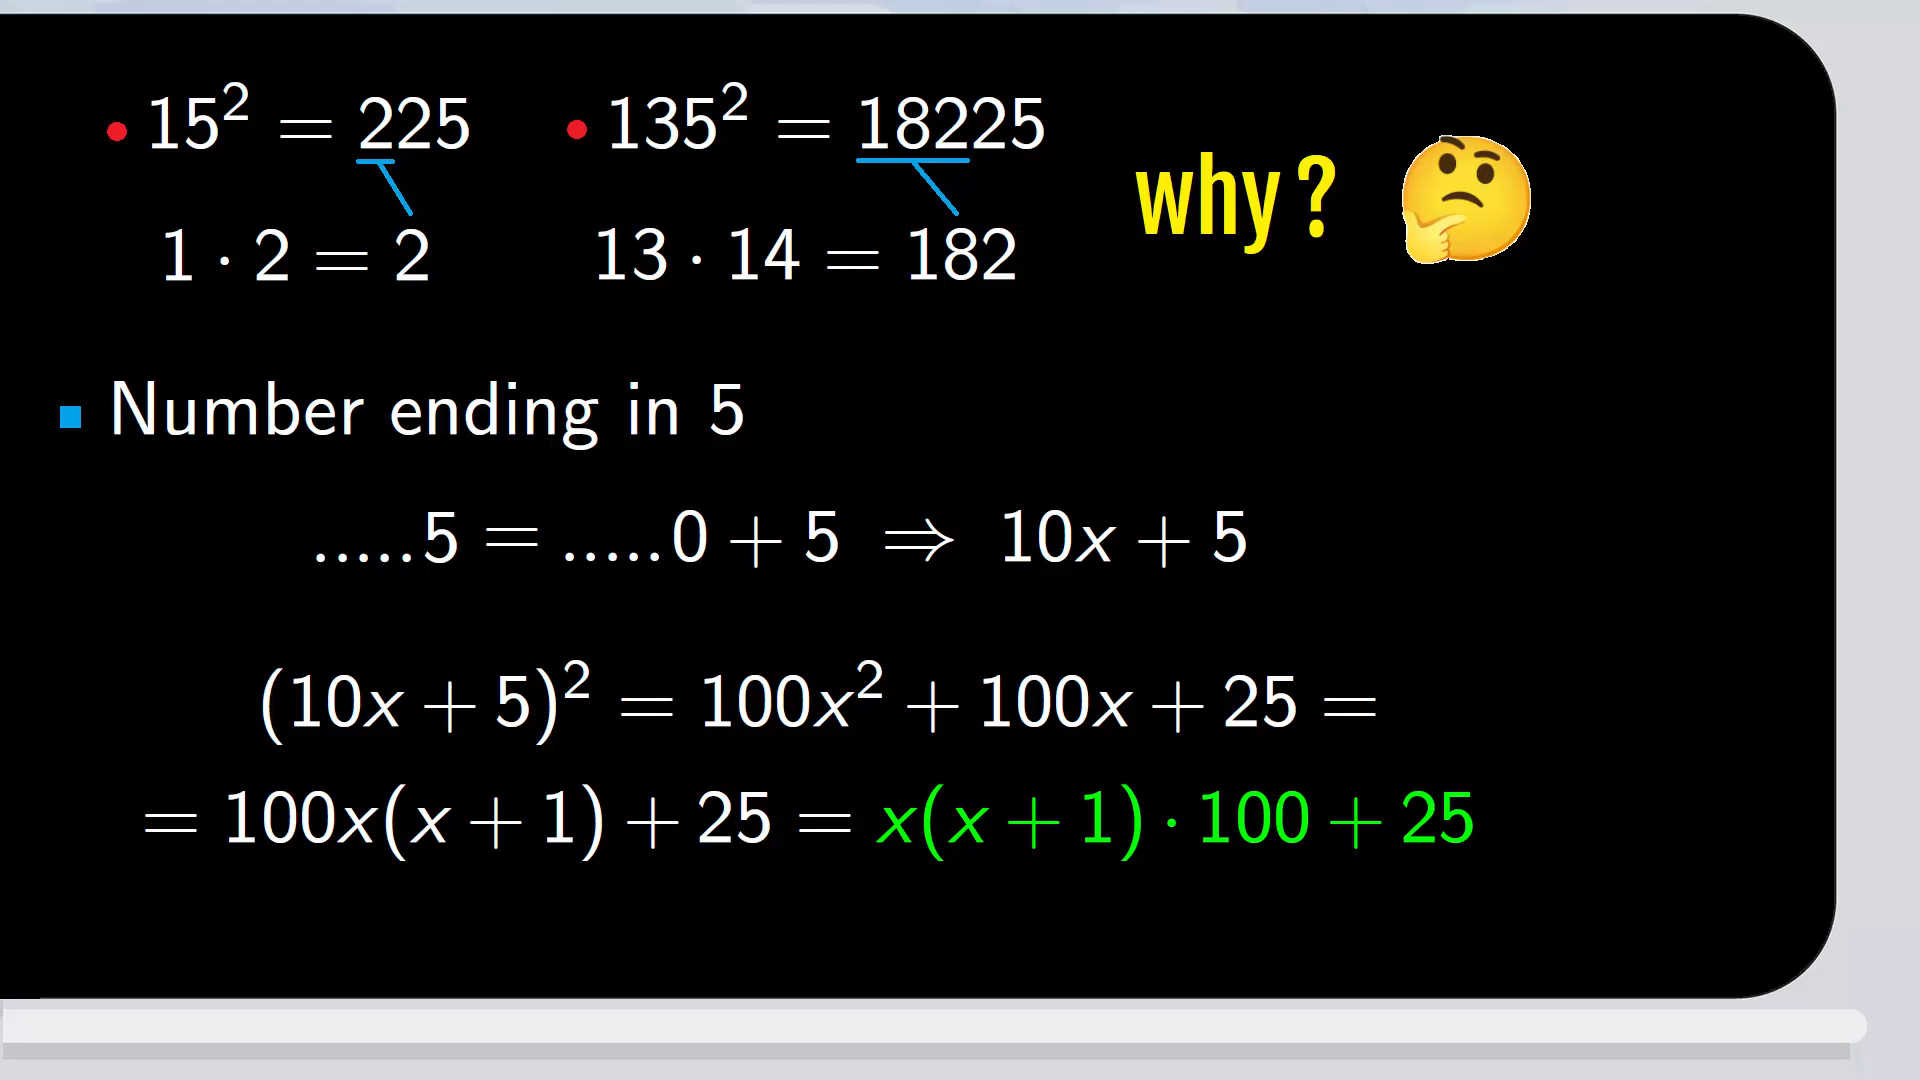 15² = 225 135² = 18225
why?
1 · 2 = 2 13 · 14 = 182
Number ending in 5
.....5 = .....0 + 5 ⇒ 10x + 5
(10x + 5)² = 100x² + 100x + 25 =
= 100x(x + 1) + 25 = x(x + 1) · 100 + 25